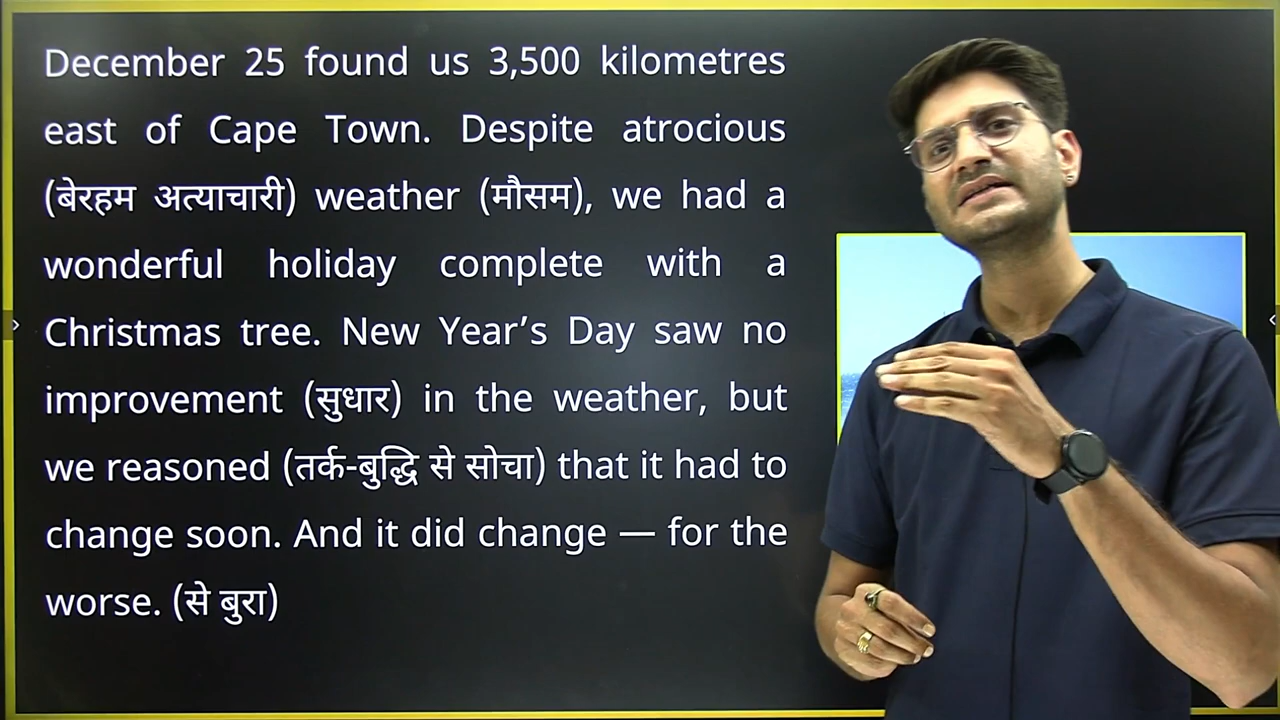 December 25 found us 3,500 kilometres
east of Cape Town. Despite atrocious
(बेरहम अत्याचारी) weather (मौसम), we had a
wonderful holiday complete with a
Christmas tree. New Year’s Day saw no
improvement (सुधार) in the weather, but
we reasoned (तर्क-बुद्धि से सोचा) that it had to
change soon. And it did change — for the
worse. (से बुरा)